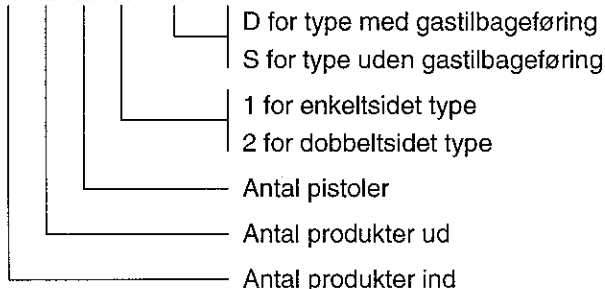 D for type med gastilbageføring
S for type uden gastilbageføring
1 for enkeltsidet type
2 for dobbeltsidet type
Antal pistoler
Antal produkter ud
Antal produkter ind